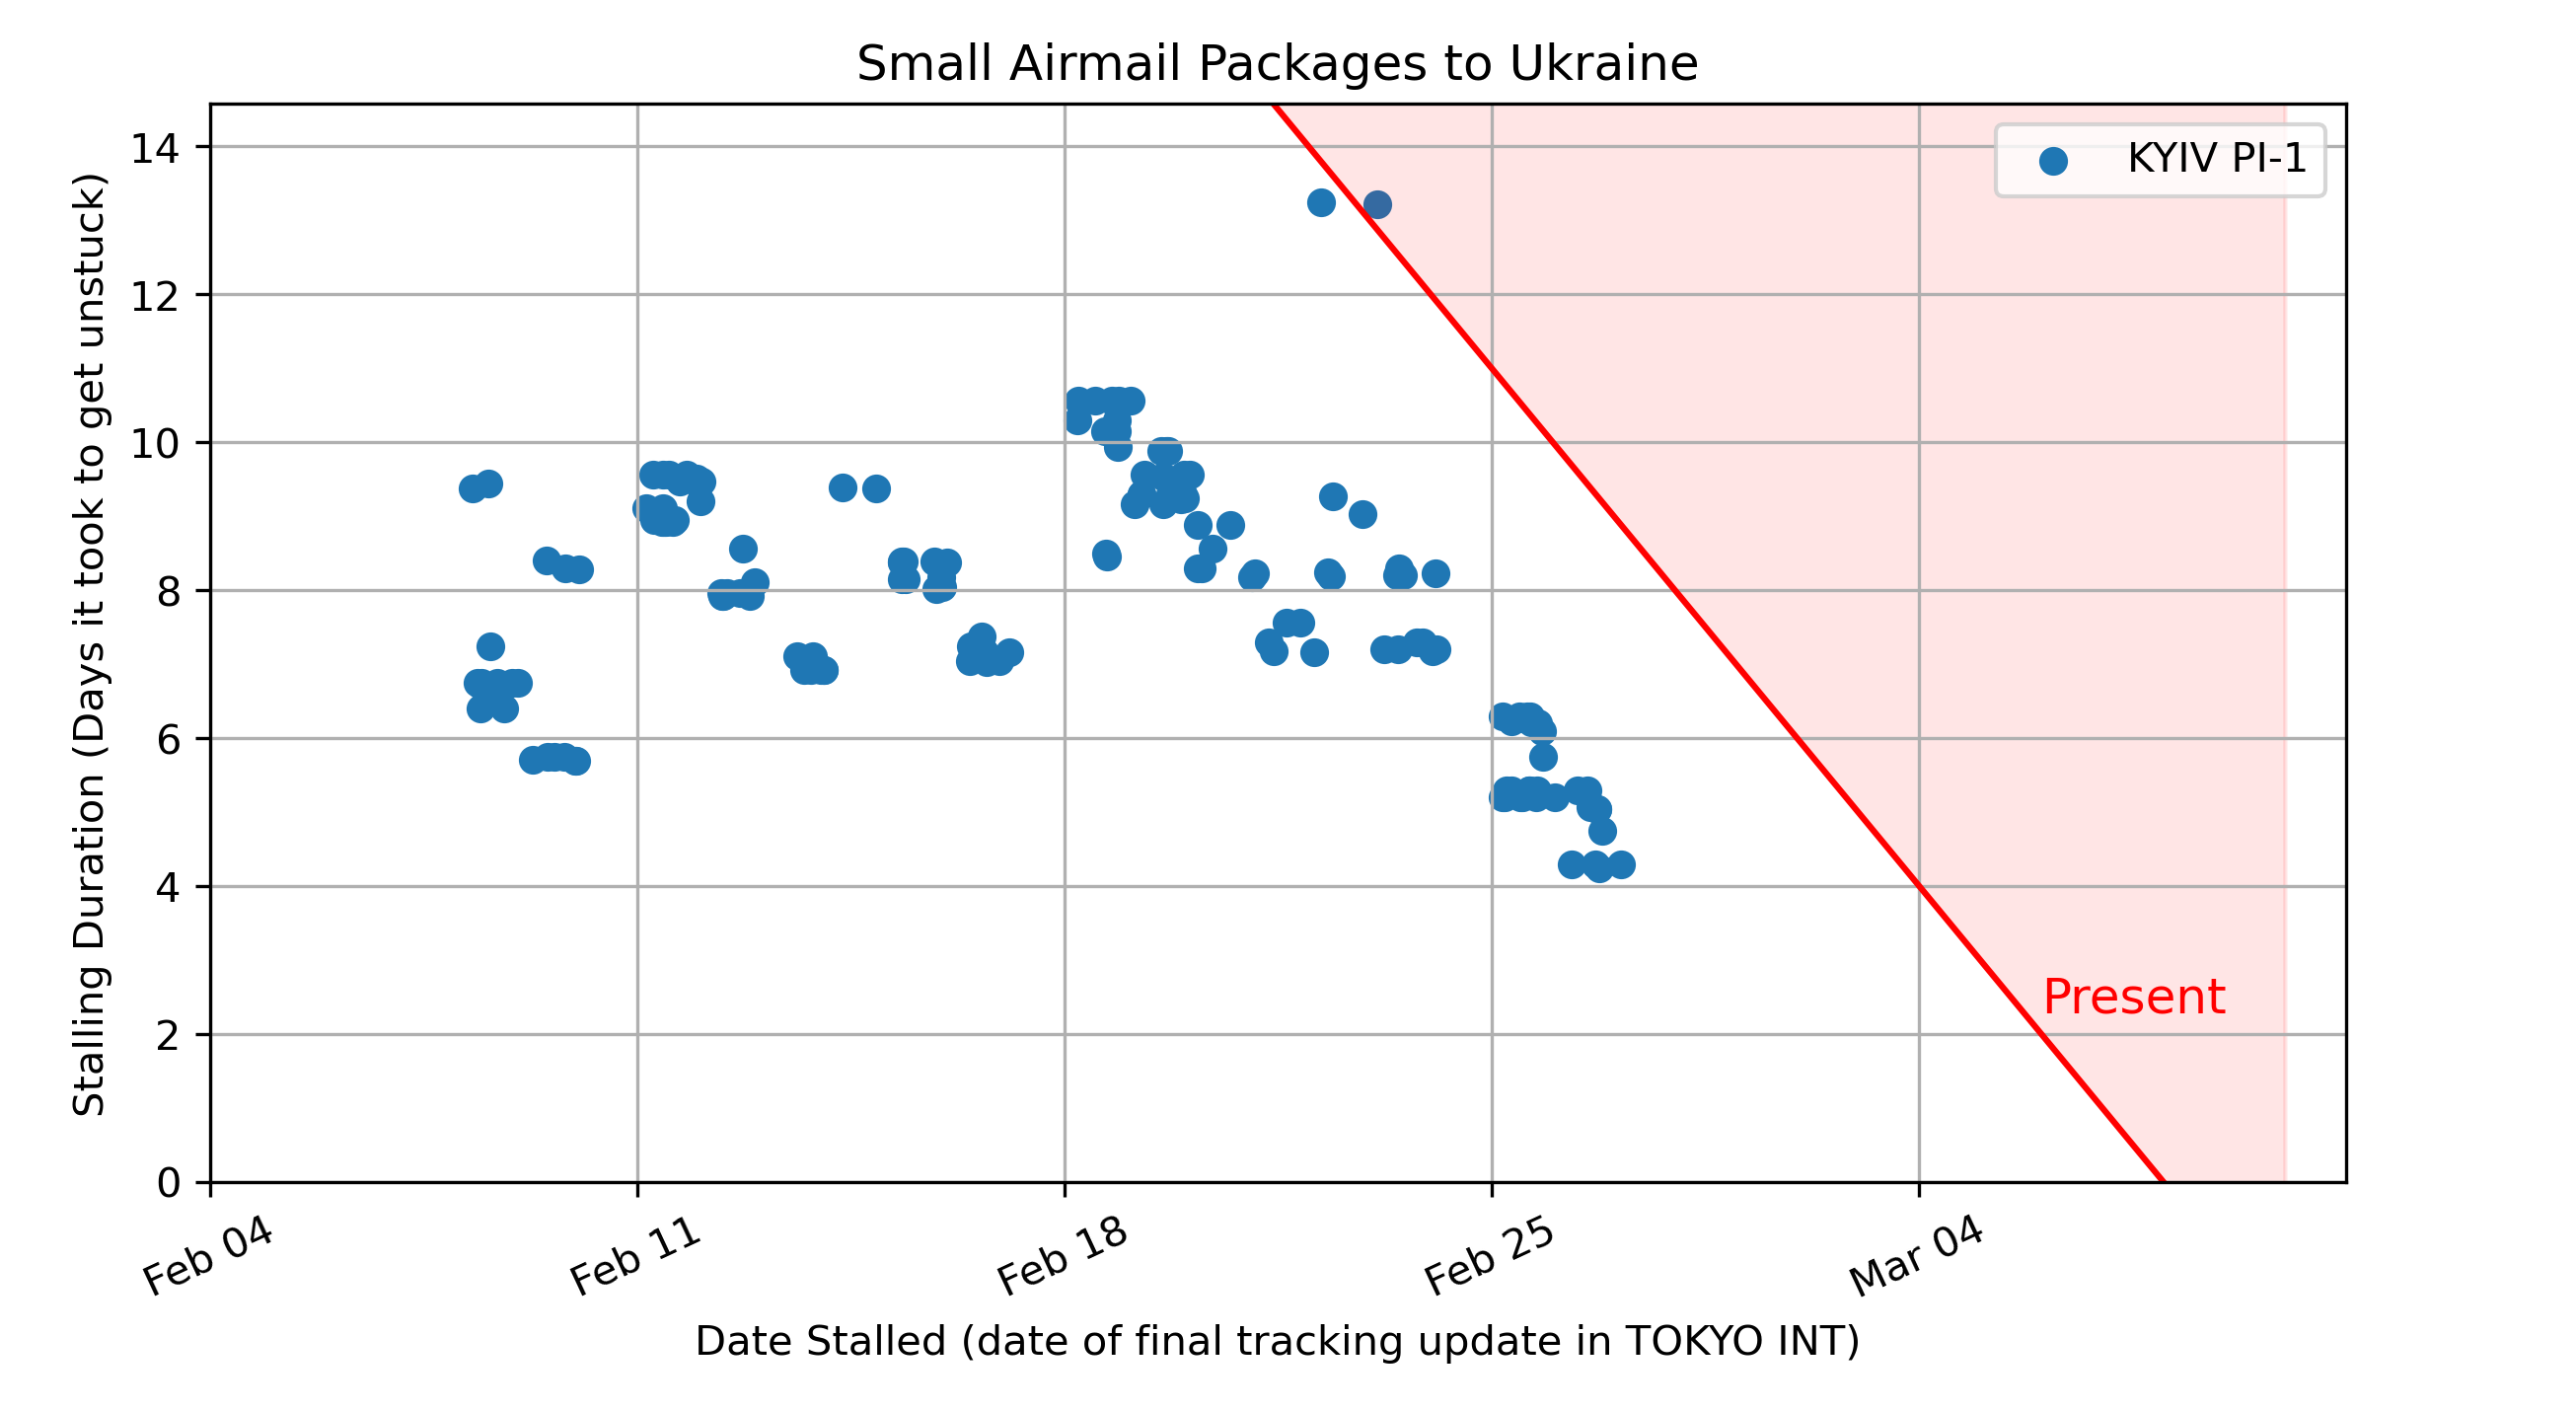 Small Airmail Packages to Ukraine
KYIV PI-1
14
12
10
8
6
4
2
0
Stalling Duration (Days it took to get unstuck)
Present
Feb 04
Feb 11
Feb 18
Feb 25
Mar 04
Date Stalled (date of final tracking update in TOKYO INT)